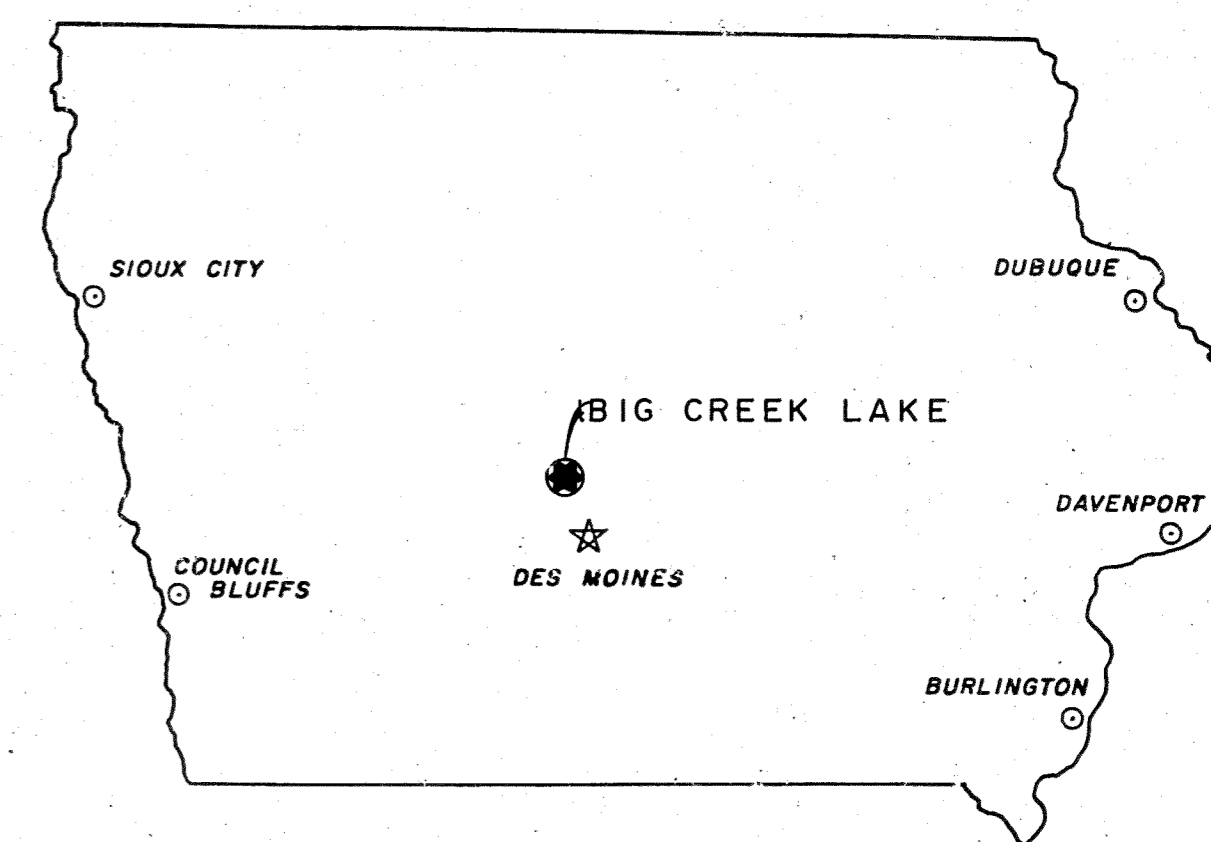 SIOUX CITY
DUBUQUE
BIG CREEK LAKE
DAVENPORT
DES MOINES
COUNCIL
BLUFFS
BURLINGTON